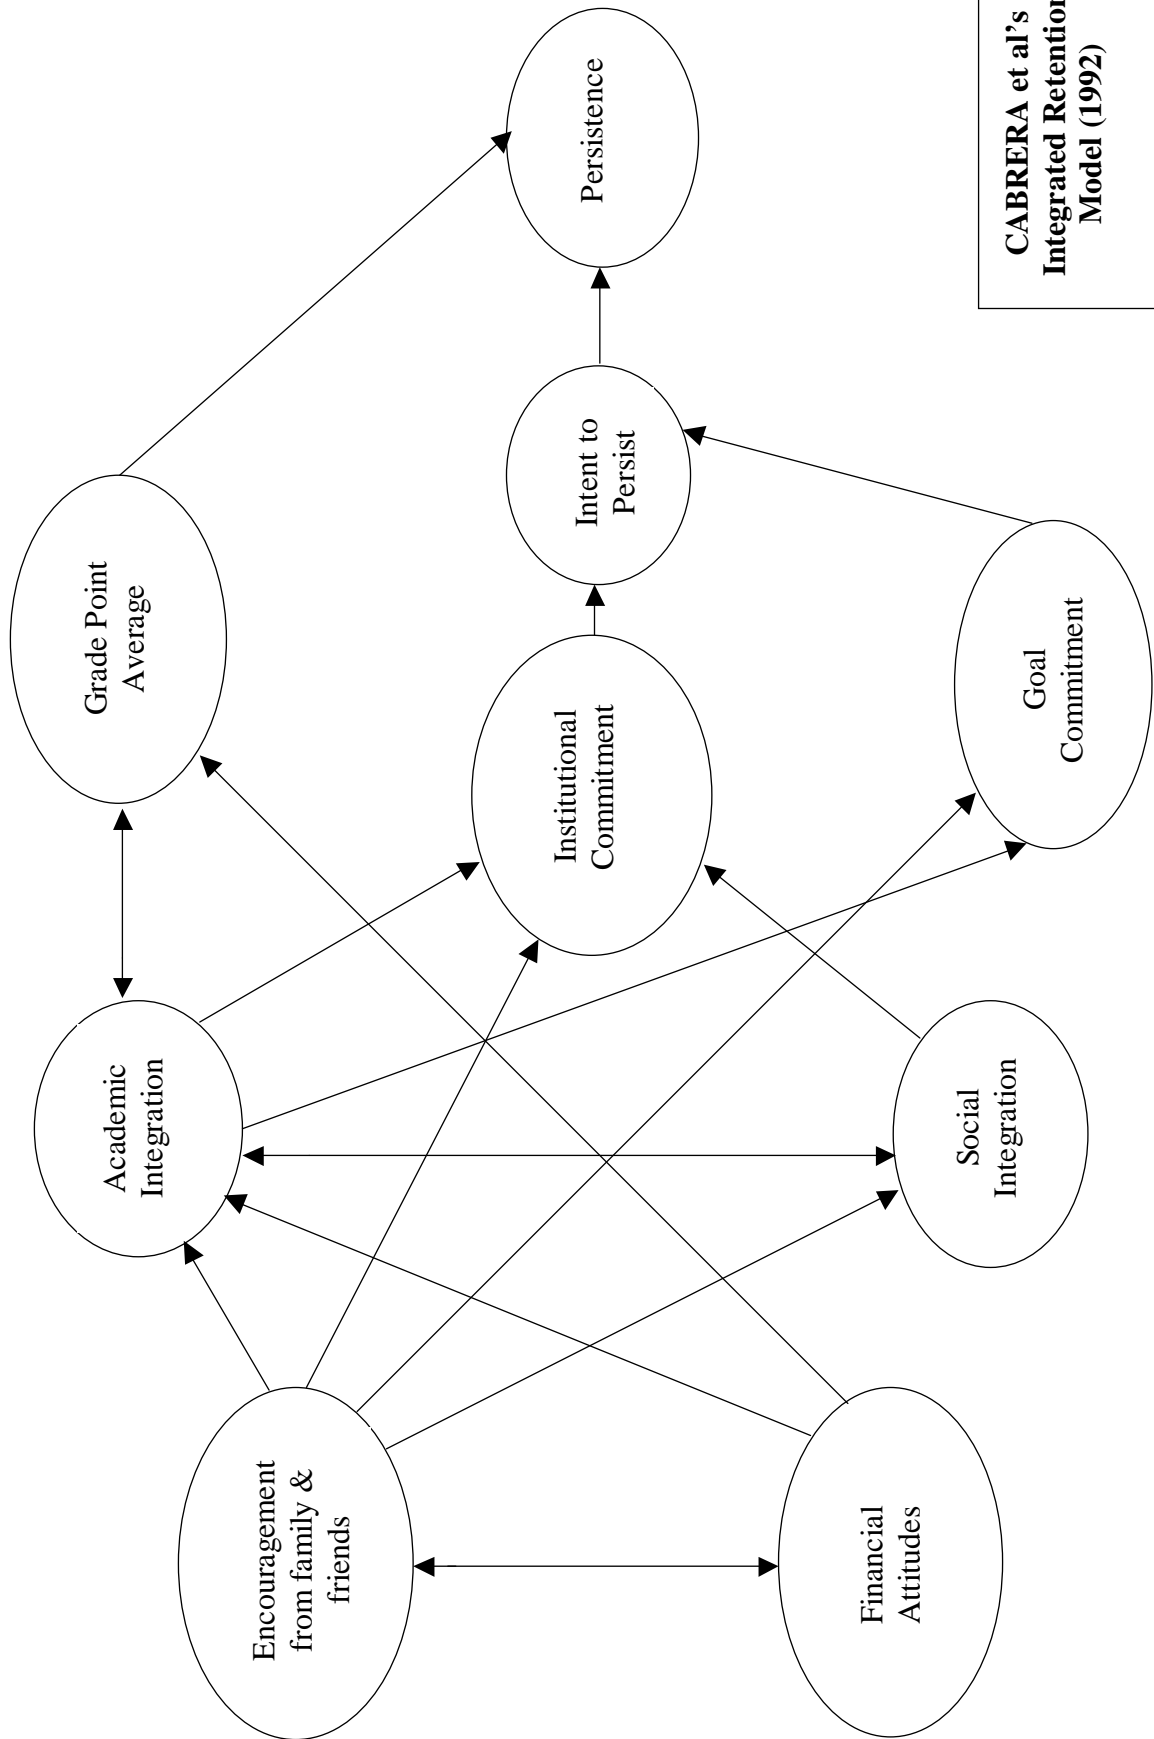 Encouragement
from family &
friends
Financial
Attitudes
Academic
Integration
Social
Integration
Grade Point
Average
Institutional
Commitment
Goal
Commitment
Intent to
Persist
Persistence
CABRERA et al's
Integrated Retention
Model (1992)